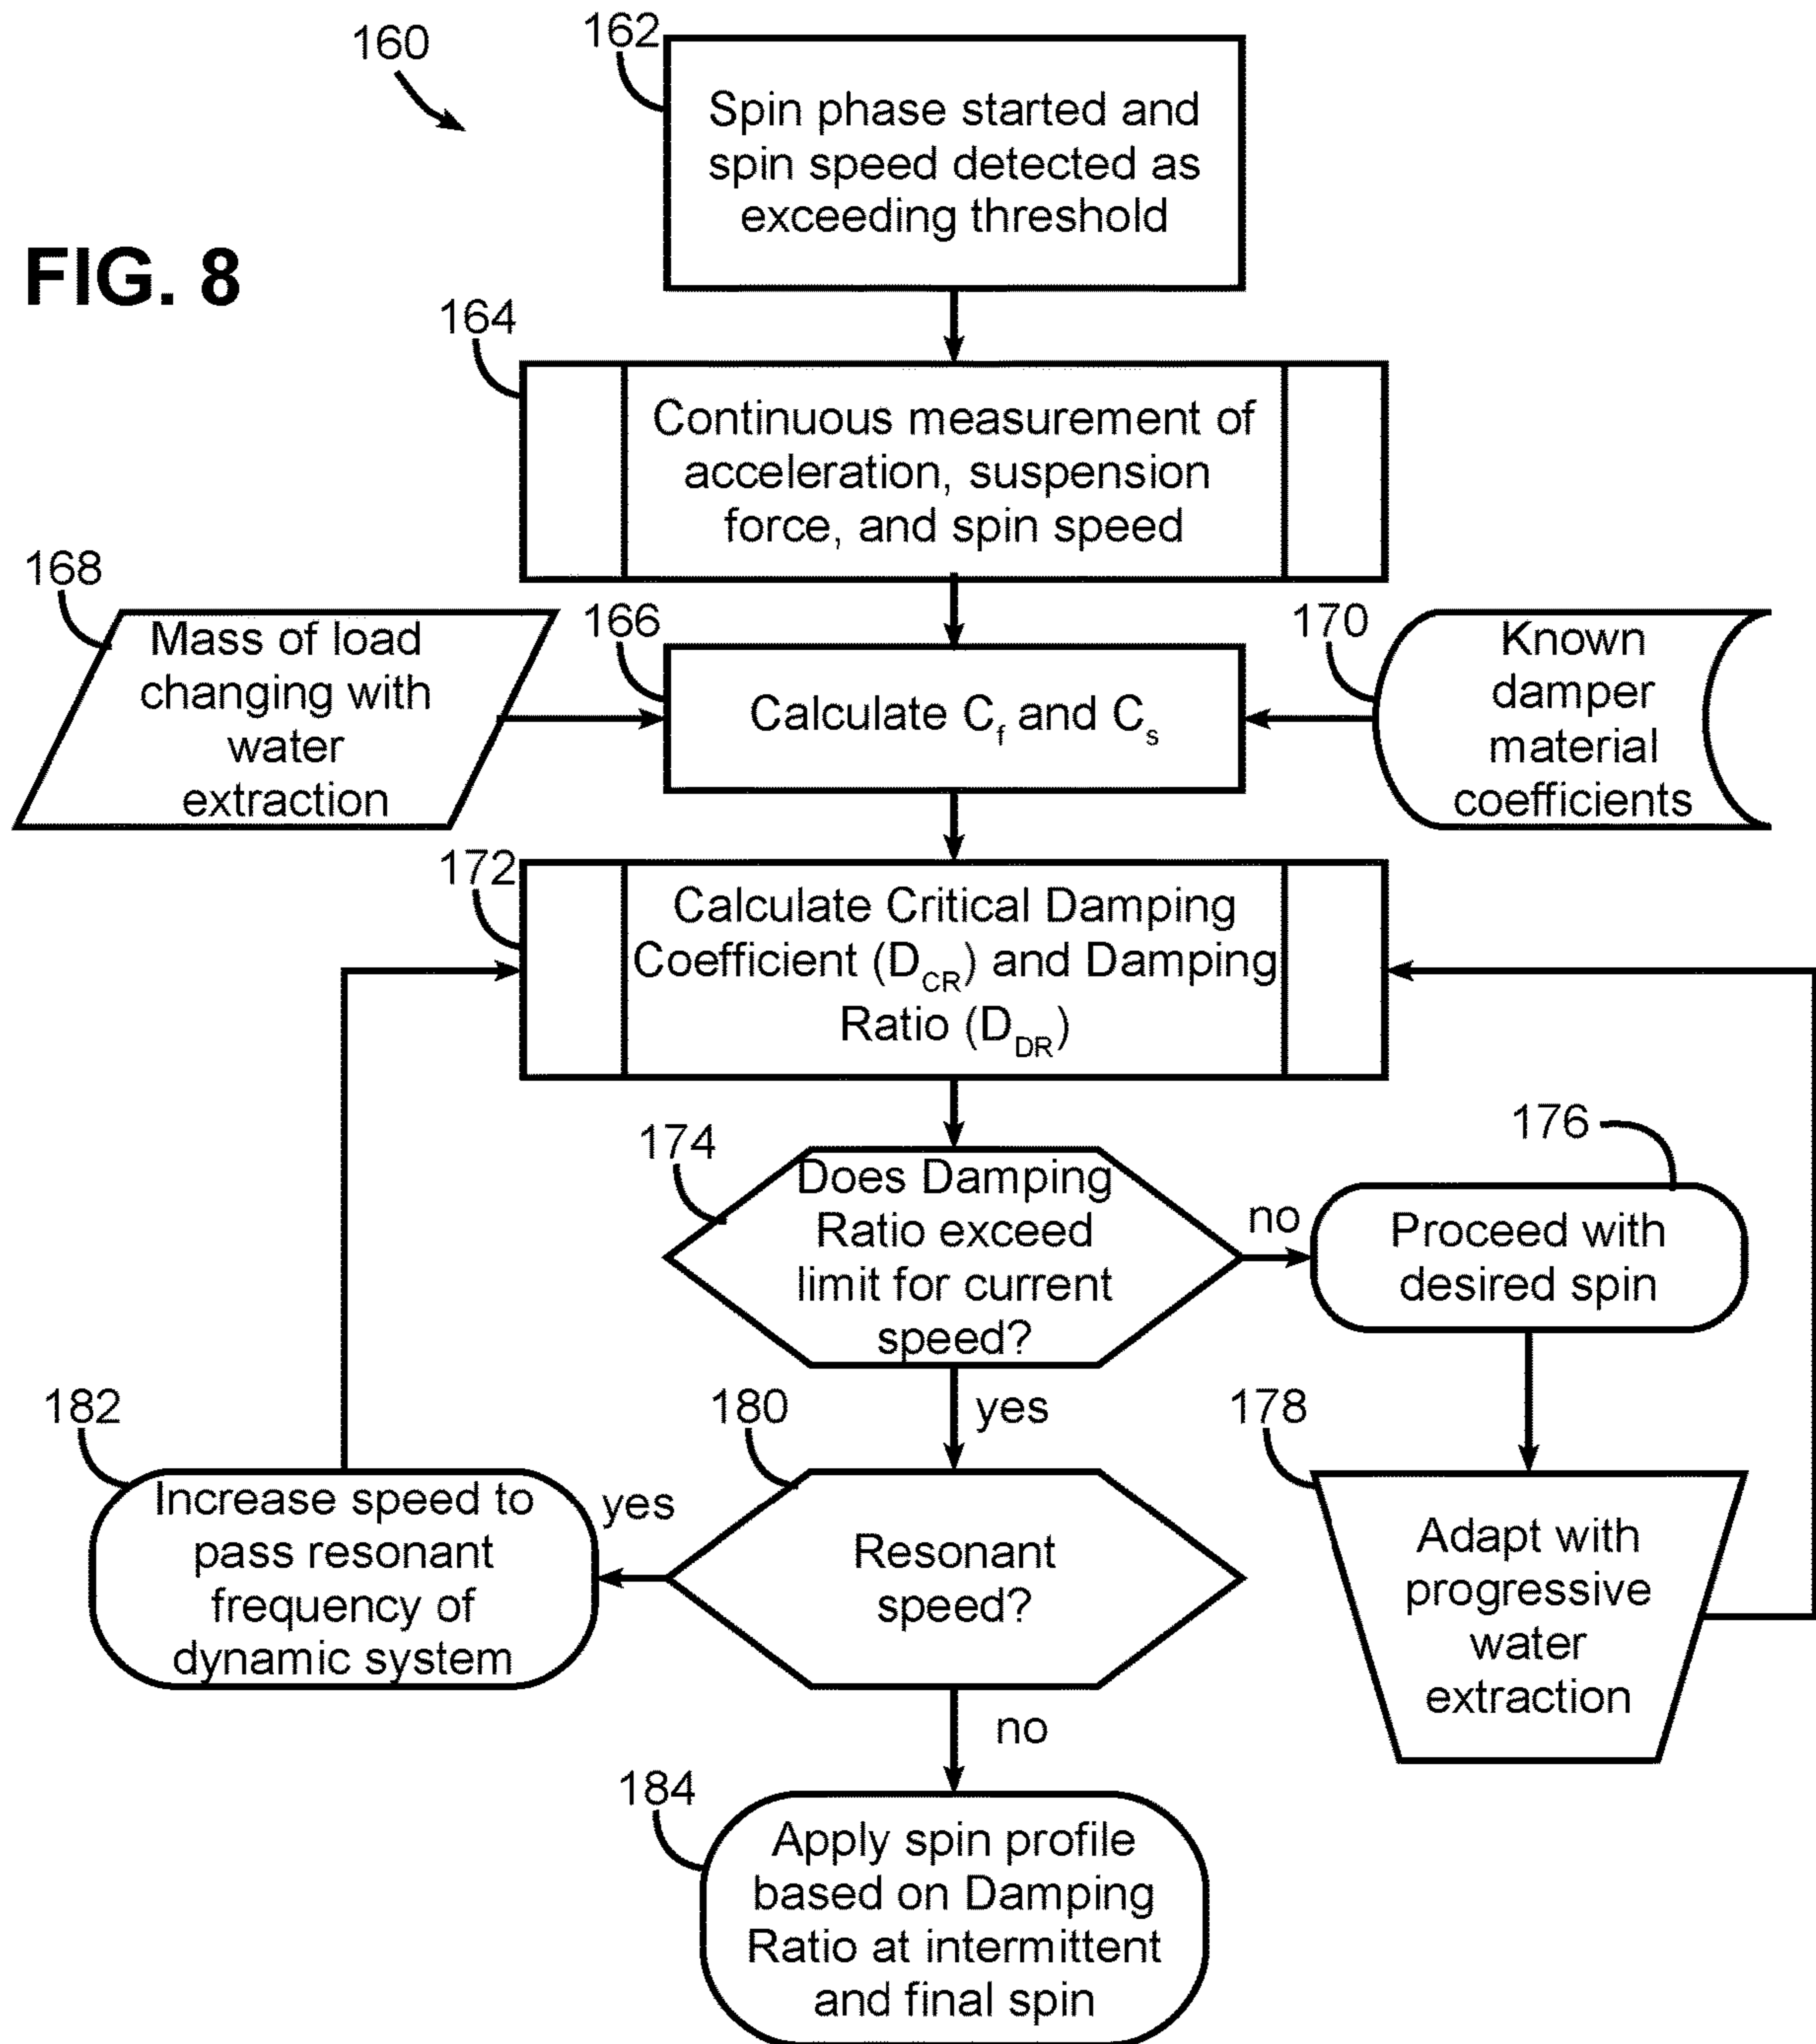 160
162
Spin phase started and
spin speed detected as
exceeding threshold
FIG. 8
164
Continuous measurement of
acceleration, suspension
force, and spin speed
168
Mass of load
changing with
water
extraction
166
Calculate Cf and Cs
170
Known
damper
material
coefficients
172
Calculate Critical Damping
Coefficient (DCR) and Damping
Ratio (DDR)
174
Does Damping
Ratio exceed
limit for current
speed?
no
176
Proceed with
desired spin
yes
178
Adapt with
progressive
water
extraction
180
Resonant
speed?
yes
182
Increase speed to
pass resonant
frequency of
dynamic system
no
184
Apply spin profile
based on Damping
Ratio at intermittent
and final spin